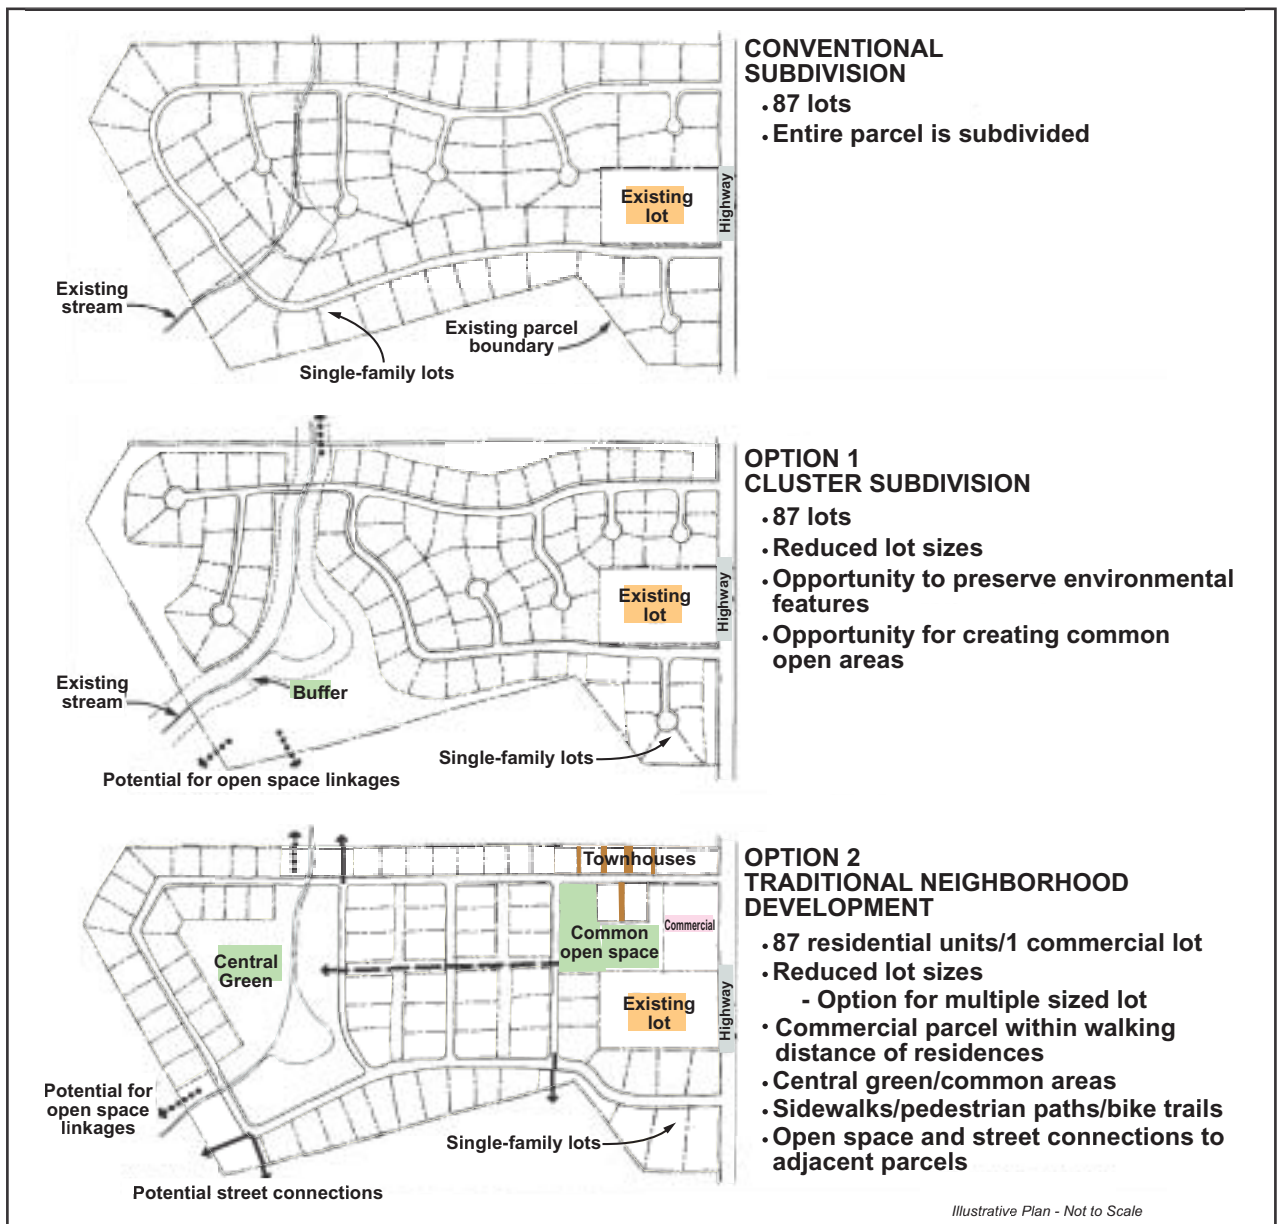 CONVENTIONAL
SUBDIVISION
• 87 lots
• Entire parcel is subdivided
Existing
lot
Highway
Existing
stream
Existing parcel
boundary
Single-family lots
OPTION 1
CLUSTER SUBDIVISION
• 87 lots
• Reduced lot sizes
• Opportunity to preserve environmental
features
• Opportunity for creating common
open areas
Existing
lot
Highway
Existing
stream
Buffer
Single-family lots
Potential for open space linkages
OPTION 2
TRADITIONAL NEIGHBORHOOD
DEVELOPMENT
• 87 residential units/1 commercial lot
• Reduced lot sizes
- Option for multiple sized lot
• Commercial parcel within walking
distance of residences
• Central green/common areas
• Sidewalks/pedestrian paths/bike trails
• Open space and street connections to
adjacent parcels
Townhouses
Commercial
Common
open space
Central
Green
Existing
lot
Highway
Potential for
open space
linkages
Single-family lots
Potential street connections
Illustrative Plan - Not to Scale